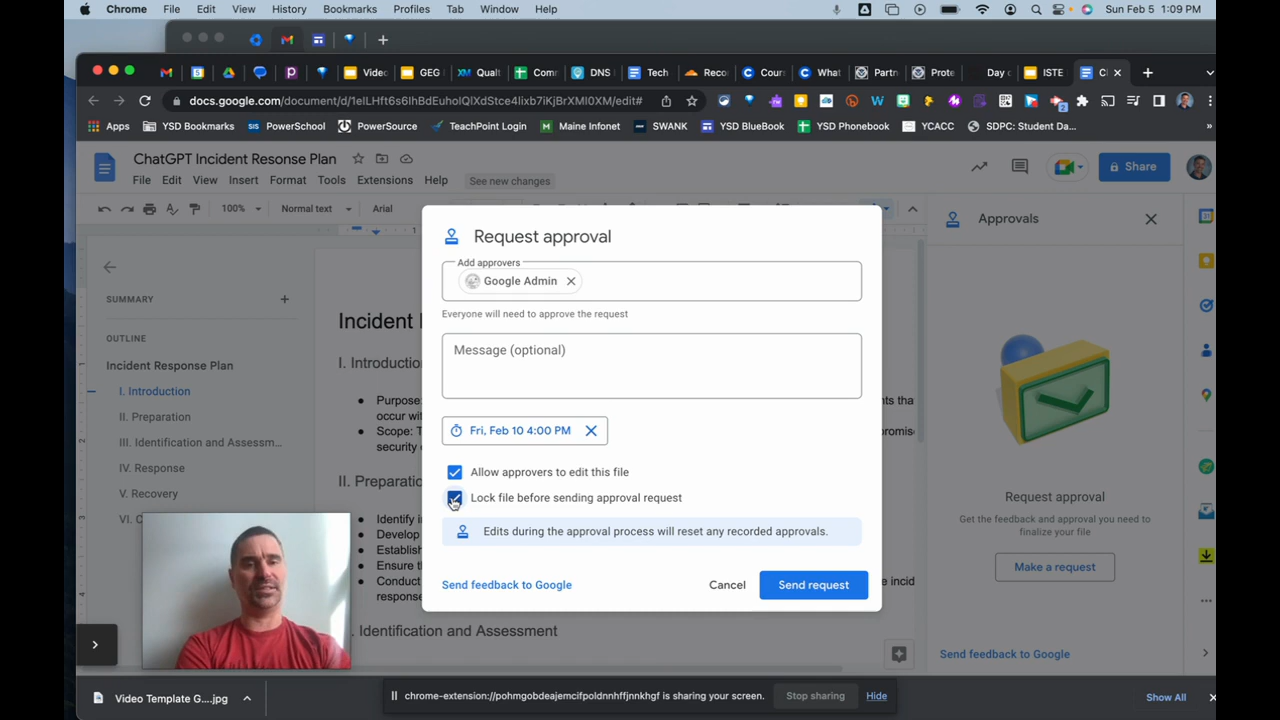 Chrome File Edit View History Bookmarks Profiles Tab Window Help Sun Feb 5 1:09 PM
Video GEG Qualt Comr DNS Tech Reco Cour What Partn Prote Day c ISTE
docs.google.com
Apps YSD Bookmarks PowerSchool PowerSource TeachPoint Login Maine Infonet SWANK YSD BlueBook YSD Phonebook YCACC SDPC: Student Da... »
ChatGPT Incident Resonse Plan
File Edit View Insert Format Tools Extensions Help See new changes
Share
100% Normal text Arial
Approvals
Request approval
Add approvers
Google Admin
Everyone will need to approve the request
Message (optional)
Fri, Feb 10 4:00 PM
Allow approvers to edit this file
Lock file before sending approval request
Edits during the approval process will reset any recorded approvals.
Send feedback to Google
Cancel
Send request
SUMMARY
OUTLINE
Incident Response Plan
I. Introduction
II. Preparation
III. Identification and Assessm...
IV. Response
V. Recovery
Incident
I. Introduction
Purpose:
occur
Scope:
security
II. Preparation
Identify
Develop
Establis
Ensure
Conduct
response
. Identification and Assessment
Request approval
Get the feedback and approval you need to
finalize your file
Make a request
Send feedback to Google
chrome-extension://pohmgobdeajemcifpoldnnhffjnnkhgf is sharing your screen. Stop sharing Hide
Video Template G....jpg
Show All